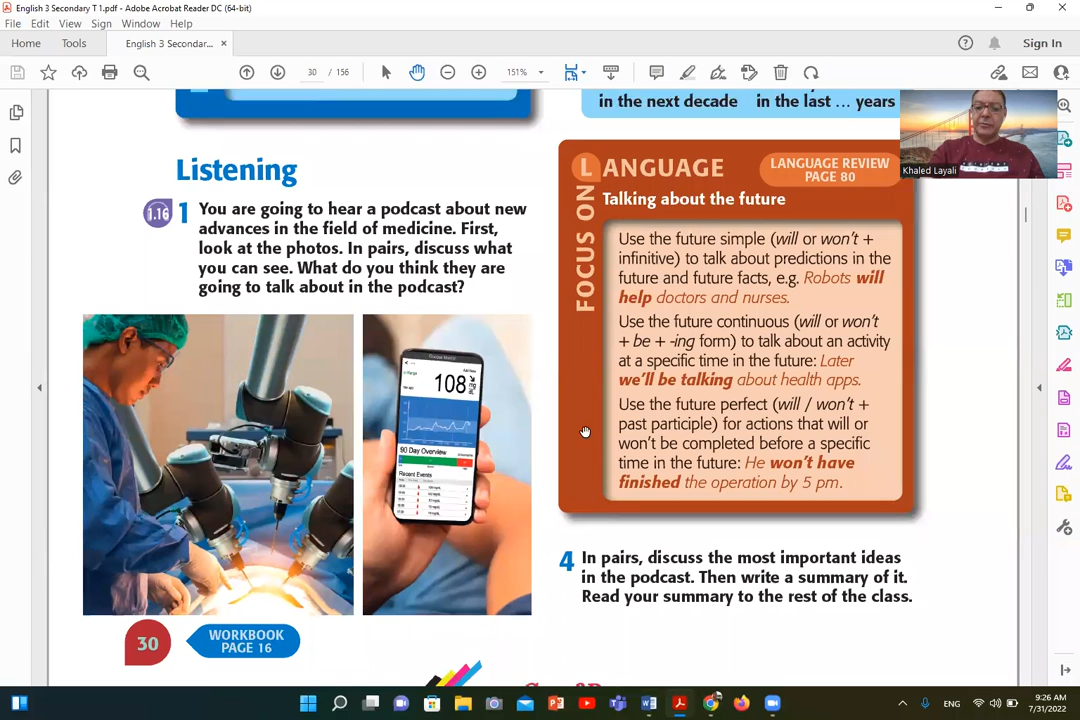 English 3 Secondary T 1.pdf - Adobe Acrobat Reader DC (64-bit)
File Edit View Sign Window Help
Home Tools English 3 Secondar... × Sign In
30 / 156 151%
in the next decade in the last ... years
Khaled Layali
Listening
1.16 1 You are going to hear a podcast about new
advances in the field of medicine. First,
look at the photos. In pairs, discuss what
you can see. What do you think they are
going to talk about in the podcast?
108
90 Day Overview
Recent Events
30
WORKBOOK
PAGE 16
FOCUS ON LANGUAGE
LANGUAGE REVIEW
PAGE 80
Talking about the future
Use the future simple (will or won't +
infinitive) to talk about predictions in the
future and future facts, e.g. Robots will
help doctors and nurses.
Use the future continuous (will or won't
+ be + -ing form) to talk about an activity
at a specific time in the future: Later
we'll be talking about health apps.
Use the future perfect (will / won't +
past participle) for actions that will or
won't be completed before a specific
time in the future: He won't have
finished the operation by 5 pm.
4 In pairs, discuss the most important ideas
in the podcast. Then write a summary of it.
Read your summary to the rest of the class.
ENG 9:26 AM
7/31/2022